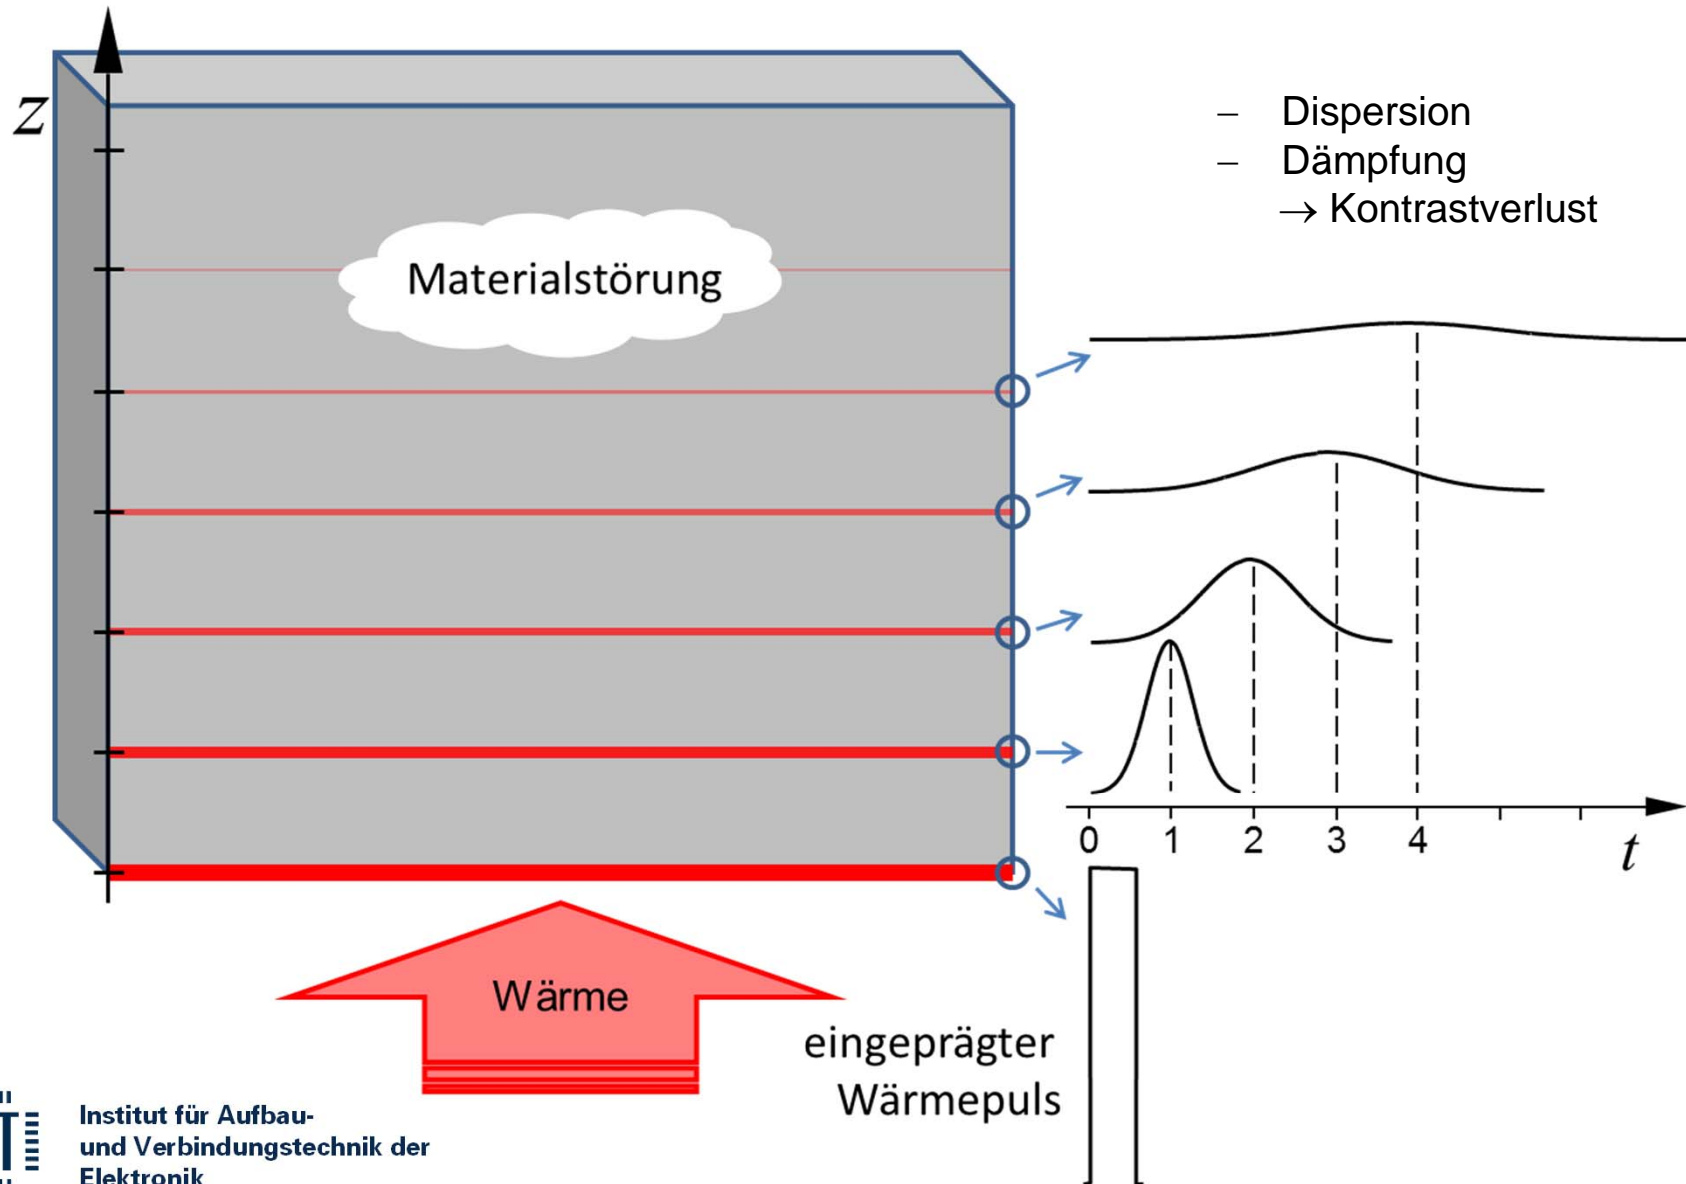 z
– Dispersion
– Dämpfung
→ Kontrastverlust
Materialstörung
0 1 2 3 4
t
Wärme
eingeprägter
Wärmepuls
Institut für Aufbau-
und Verbindungstechnik der
Elektronik